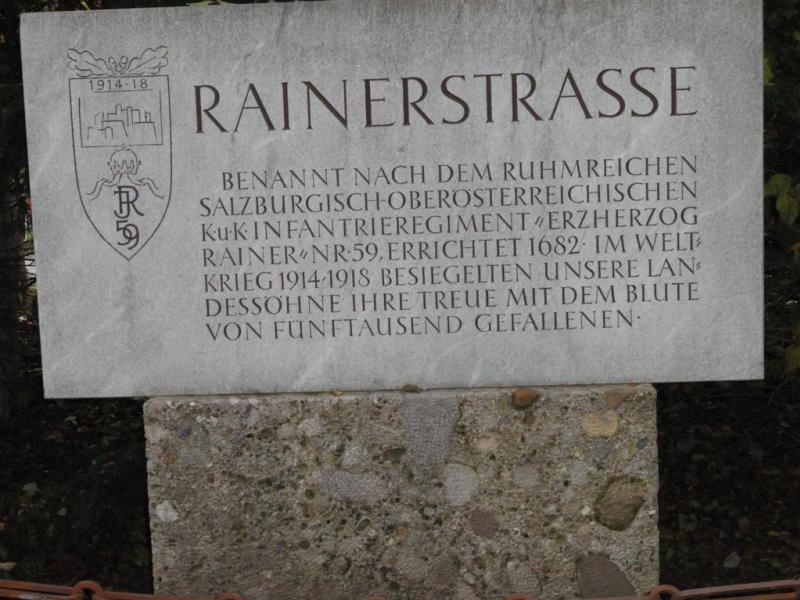 1914-18
JR
59
RAINERSTRASSE
BENANNT NACH DEM RUHMREICHEN
SALZBURGISCH-OBERÖSTERREICHISCHEN
K·u·K·INFANTRIEREGIMENT „ERZHERZOG
RAINER„ NR·59, ERRICHTET 1682· IM WELT-
KRIEG 1914-1918 BESIEGELTEN UNSERE LAN-
DESSÖHNE IHRE TREUE MIT DEM BLUTE
VON FÜNFTAUSEND GEFALLENEN·